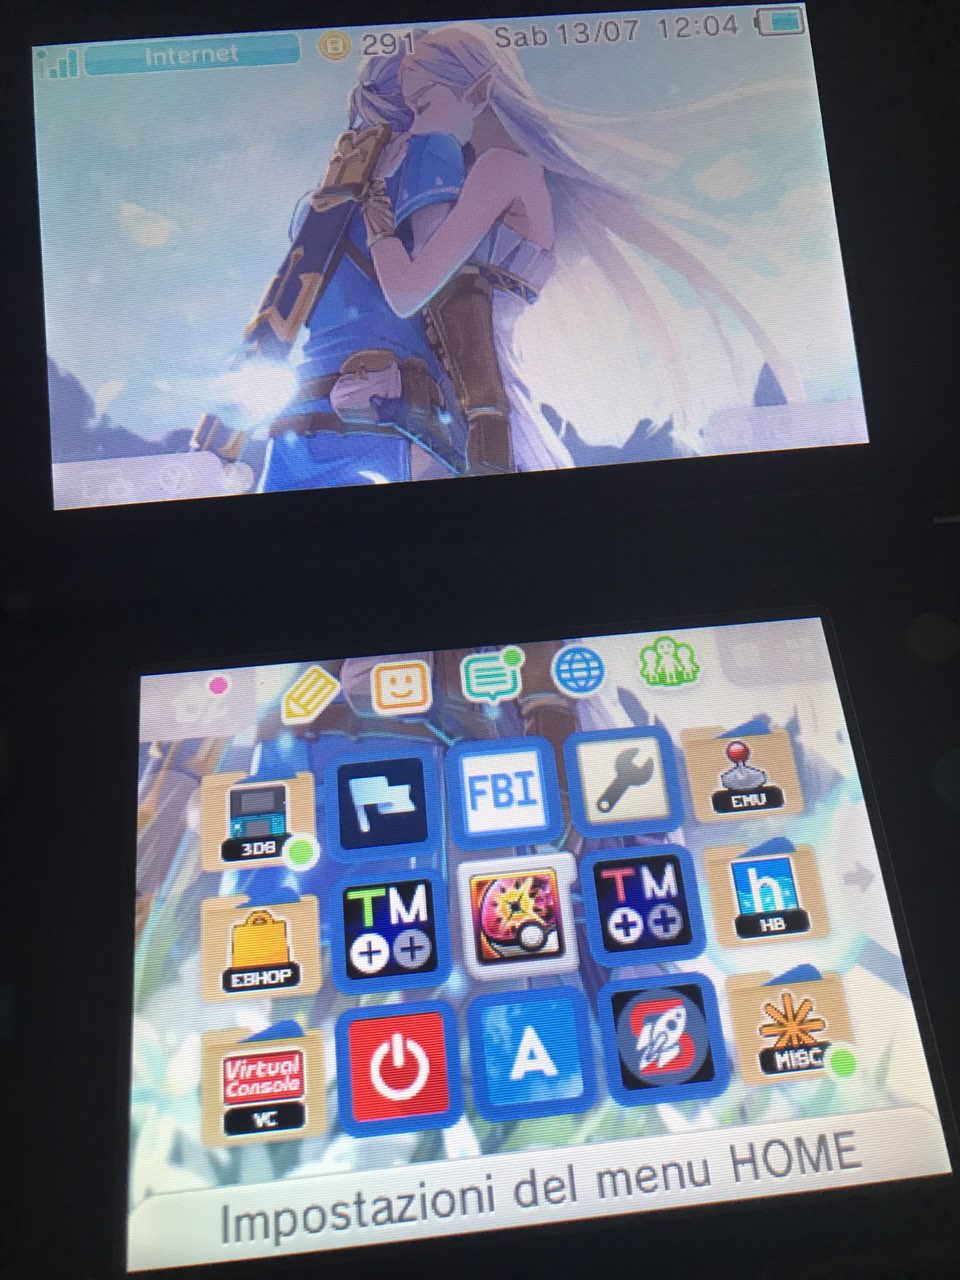 Internet
291
Sab 13/07 12:04
FBI
EMU
3DS
TM
TM
h
HB
ESHOP
Virtual
Console
VC
A
MISC
Impostazioni del menu HOME